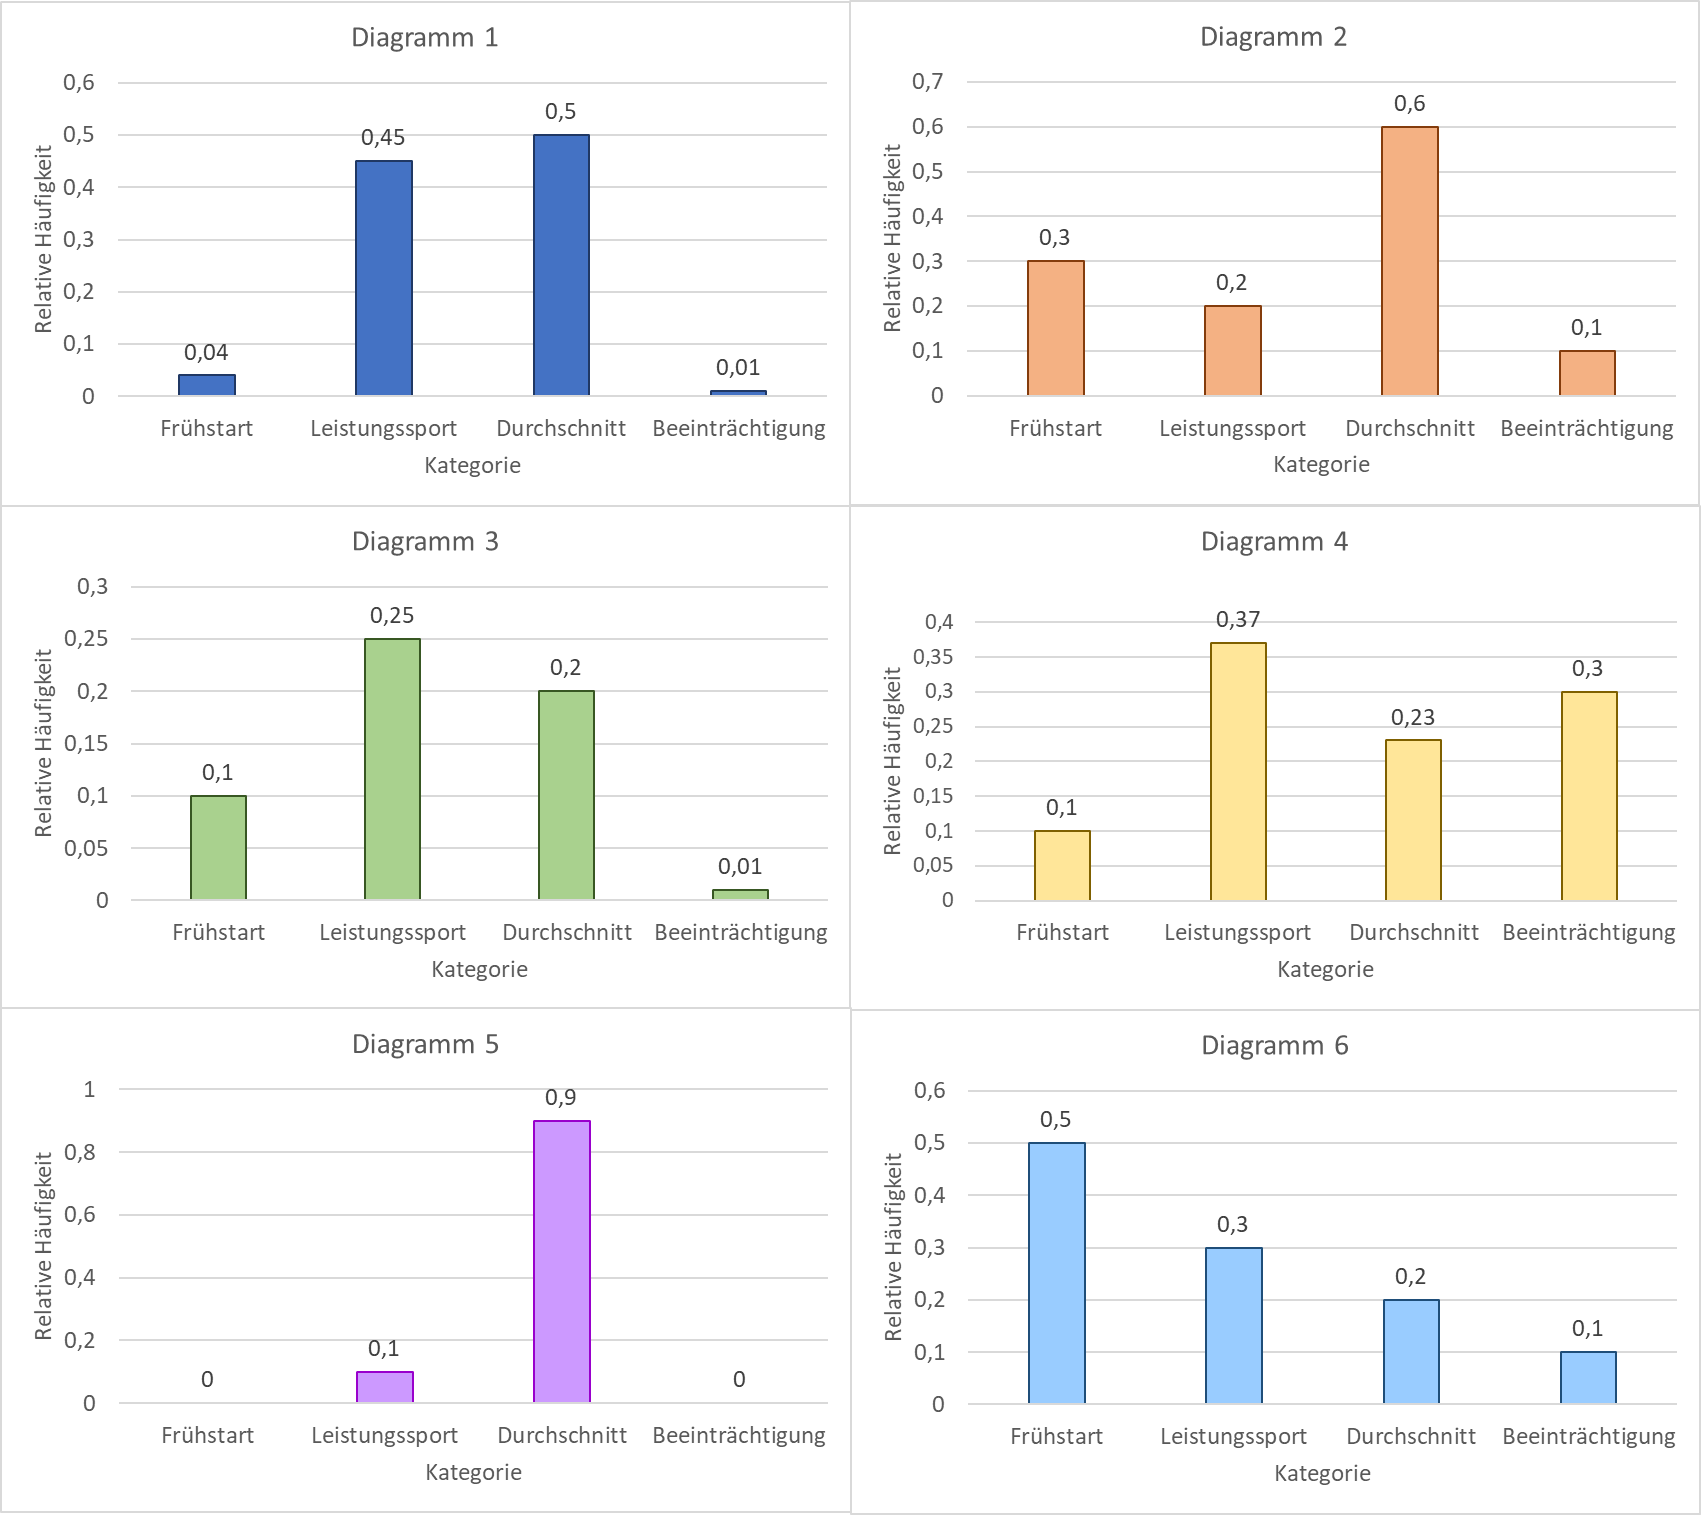 Diagramm 1
Relative Häufigkeit
0,6
0,5
0,4
0,3
0,2
0,1
0
0,04
0,45
0,5
0,01
Frühstart Leistungssport Durchschnitt Beeinträchtigung
Kategorie
Diagramm 2
Relative Häufigkeit
0,7
0,6
0,5
0,4
0,3
0,2
0,1
0
0,3
0,2
0,6
0,1
Frühstart Leistungssport Durchschnitt Beeinträchtigung
Kategorie
Diagramm 3
Relative Häufigkeit
0,3
0,25
0,2
0,15
0,1
0,05
0
0,1
0,25
0,2
0,01
Frühstart Leistungssport Durchschnitt Beeinträchtigung
Kategorie
Diagramm 4
Relative Häufigkeit
0,4
0,35
0,3
0,25
0,2
0,15
0,1
0,05
0
0,1
0,37
0,23
0,3
Frühstart Leistungssport Durchschnitt Beeinträchtigung
Kategorie
Diagramm 5
Relative Häufigkeit
1
0,8
0,6
0,4
0,2
0
0
0,1
0,9
0
Frühstart Leistungssport Durchschnitt Beeinträchtigung
Kategorie
Diagramm 6
Relative Häufigkeit
0,6
0,5
0,4
0,3
0,2
0,1
0
0,5
0,3
0,2
0,1
Frühstart Leistungssport Durchschnitt Beeinträchtigung
Kategorie